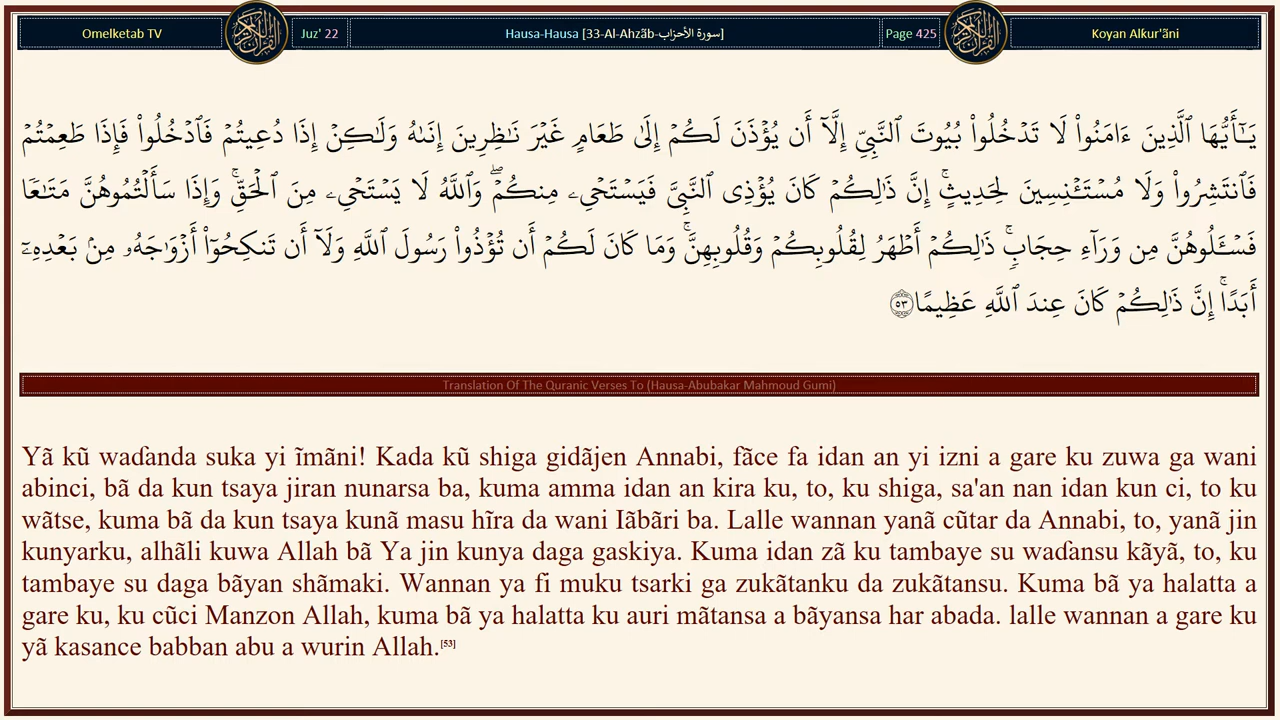 Omelketab TV
Juz' 22
Hausa-Hausa [33-Al-Ahzãb-سورة الأحزاب]
Page 425
Koyan Alƙur'ãni
يَـٰٓأَيُّهَا ٱلَّذِينَ ءَامَنُوا۟ لَا تَدْخُلُوا۟ بُيُوتَ ٱلنَّبِىِّ إِلَّآ أَن يُؤْذَنَ لَكُمْ إِلَىٰ طَعَامٍ غَيْرَ نَـٰظِرِينَ إِنَىٰهُ وَلَـٰكِنْ إِذَا دُعِيتُمْ فَٱدْخُلُوا۟ فَإِذَا طَعِمْتُمْ
فَٱنتَشِرُوا۟ وَلَا مُسْتَـْٔنِسِينَ لِحَدِيثٍ ۚ إِنَّ ذَٰلِكُمْ كَانَ يُؤْذِى ٱلنَّبِىَّ فَيَسْتَحْىِۦ مِنكُمْ ۖ وَٱللَّهُ لَا يَسْتَحْىِۦ مِنَ ٱلْحَقِّ ۚ وَإِذَا سَأَلْتُمُوهُنَّ مَتَـٰعًا
فَسْـَٔلُوهُنَّ مِن وَرَآءِ حِجَابٍ ۚ ذَٰلِكُمْ أَطْهَرُ لِقُلُوبِكُمْ وَقُلُوبِهِنَّ ۚ وَمَا كَانَ لَكُمْ أَن تُؤْذُوا۟ رَسُولَ ٱللَّهِ وَلَآ أَن تَنكِحُوٓا۟ أَزْوَٰجَهُۥ مِنۢ بَعْدِهِۦٓ
أَبَدًا ۚ إِنَّ ذَٰلِكُمْ كَانَ عِندَ ٱللَّهِ عَظِيمًا ٥٣
Translation Of The Quranic Verses To (Hausa-Abubakar Mahmoud Gumi)
Yã kũ waɗanda suka yi ĩmãni! Kada kũ shiga gidãjen Annabi, fãce fa idan an yi izni a gare ku zuwa ga wani
abinci, bã da kun tsaya jiran nunarsa ba, kuma amma idan an kira ku, to, ku shiga, sa'an nan idan kun ci, to ku
wãtse, kuma bã da kun tsaya kunã masu hĩra da wani Iãbãri ba. Lalle wannan yanã cũtar da Annabi, to, yanã jin
kunyarku, alhãli kuwa Allah bã Ya jin kunya daga gaskiya. Kuma idan zã ku tambaye su waɗansu kãyã, to, ku
tambaye su daga bãyan shãmaki. Wannan ya fi muku tsarki ga zukãtanku da zukãtansu. Kuma bã ya halatta a
gare ku, ku cũci Manzon Allah, kuma bã ya halatta ku auri mãtansa a bãyansa har abada. lalle wannan a gare ku
yã kasance babban abu a wurin Allah.[53]